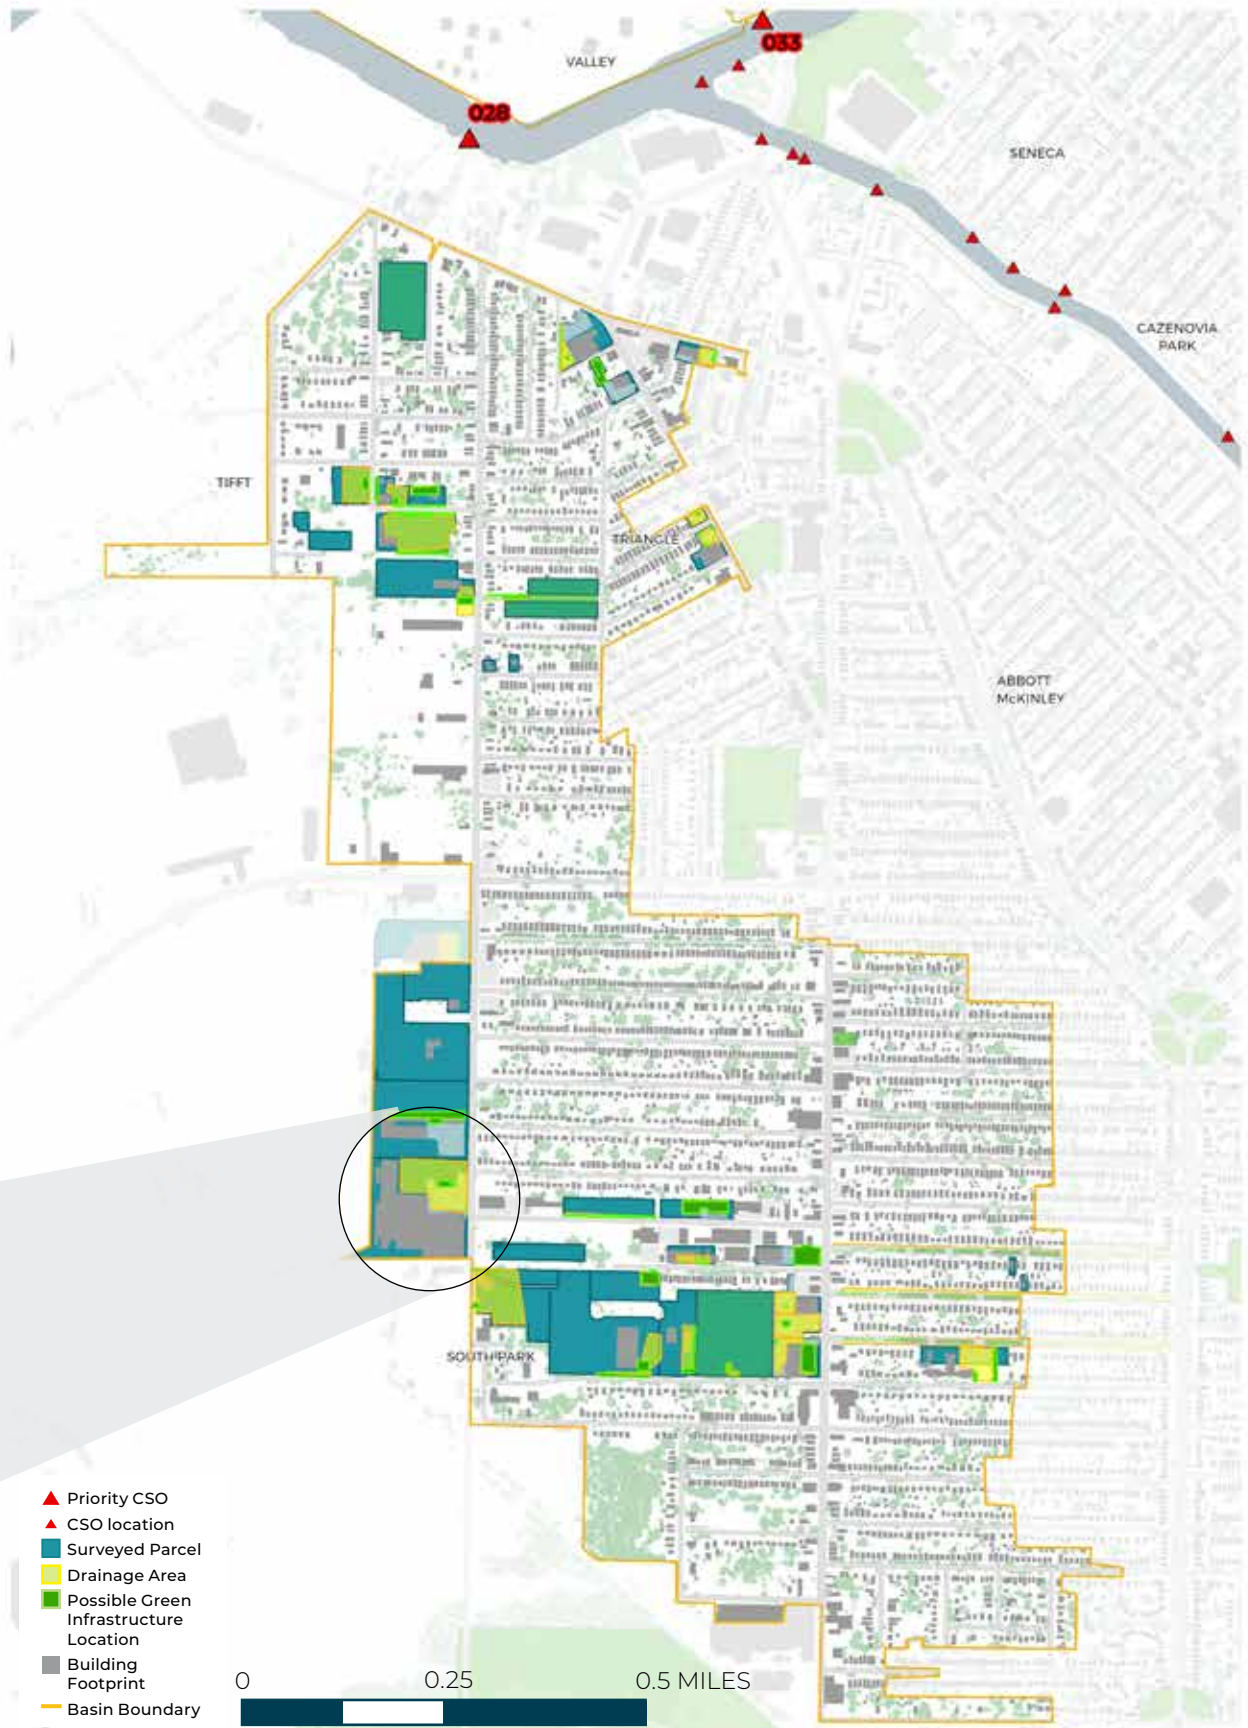 033
VALLEY
028
SENECA
CAZENOVIA
PARK
TIFFT
TRIANGLE
ABBOTT
McKINLEY
SOUTH PARK
Priority CSO
CSO location
Surveyed Parcel
Drainage Area
Possible Green
Infrastructure
Location
Building
Footprint
Basin Boundary
0 0.25 0.5 MILES